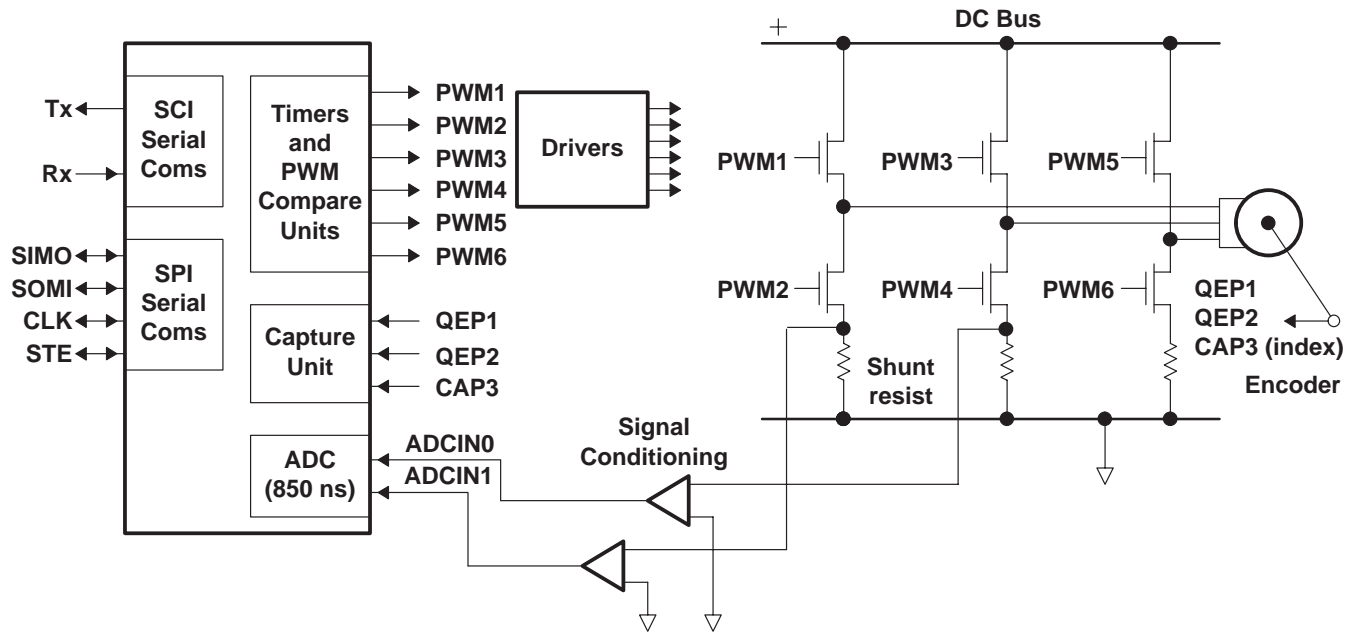 DC Bus
+
Tx
Rx
SCI
Serial
Coms
SIMO
SOMI
CLK
STE
SPI
Serial
Coms
Timers
and
PWM
Compare
Units
PWM1
PWM2
PWM3
PWM4
PWM5
PWM6
Capture
Unit
QEP1
QEP2
CAP3
ADC
(850 ns)
ADCIN0
ADCIN1
Drivers
Signal
Conditioning
PWM1
PWM3
PWM5
PWM2
PWM4
PWM6
Shunt
resist
QEP1
QEP2
CAP3 (index)
Encoder